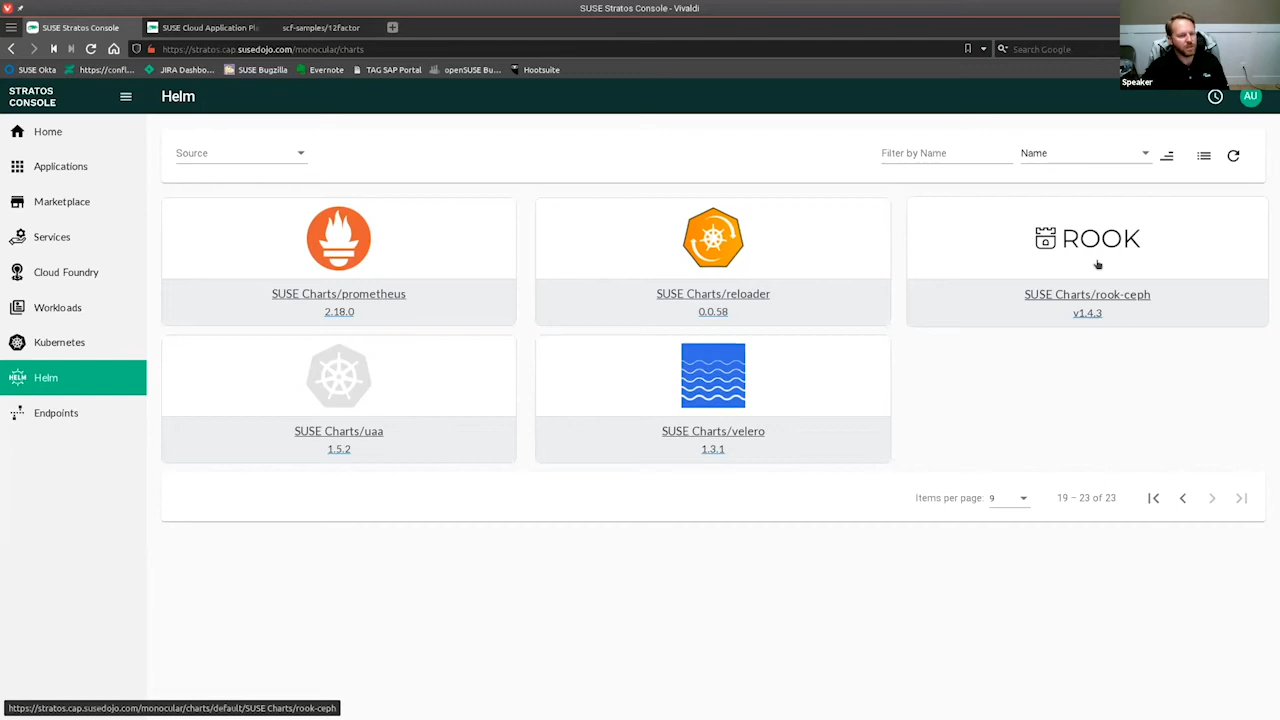 SUSE Stratos Console - Vivaldi
SUSE Stratos Console
SUSE Cloud Application Pla
scf-samples/12factor
https://stratos.cap.susedojo.com/monocular/charts
Search Google
SUSE Okta
https://confl...
JIRA Dashbo...
SUSE Bugzilla
Evernote
TAG SAP Portal
openSUSE Bu...
Hootsuite
Speaker
STRATOS
CONSOLE
Helm
AU
Home
Applications
Marketplace
Services
Cloud Foundry
Workloads
Kubernetes
HELM Helm
Endpoints
Source
Filter by Name
Name
ROOK
SUSE Charts/prometheus
2.18.0
SUSE Charts/reloader
0.0.58
SUSE Charts/rook-ceph
v1.4.3
SUSE Charts/uaa
1.5.2
SUSE Charts/velero
1.3.1
Items per page: 9
19 – 23 of 23
https://stratos.cap.susedojo.com/monocular/charts/default/SUSE Charts/rook-ceph